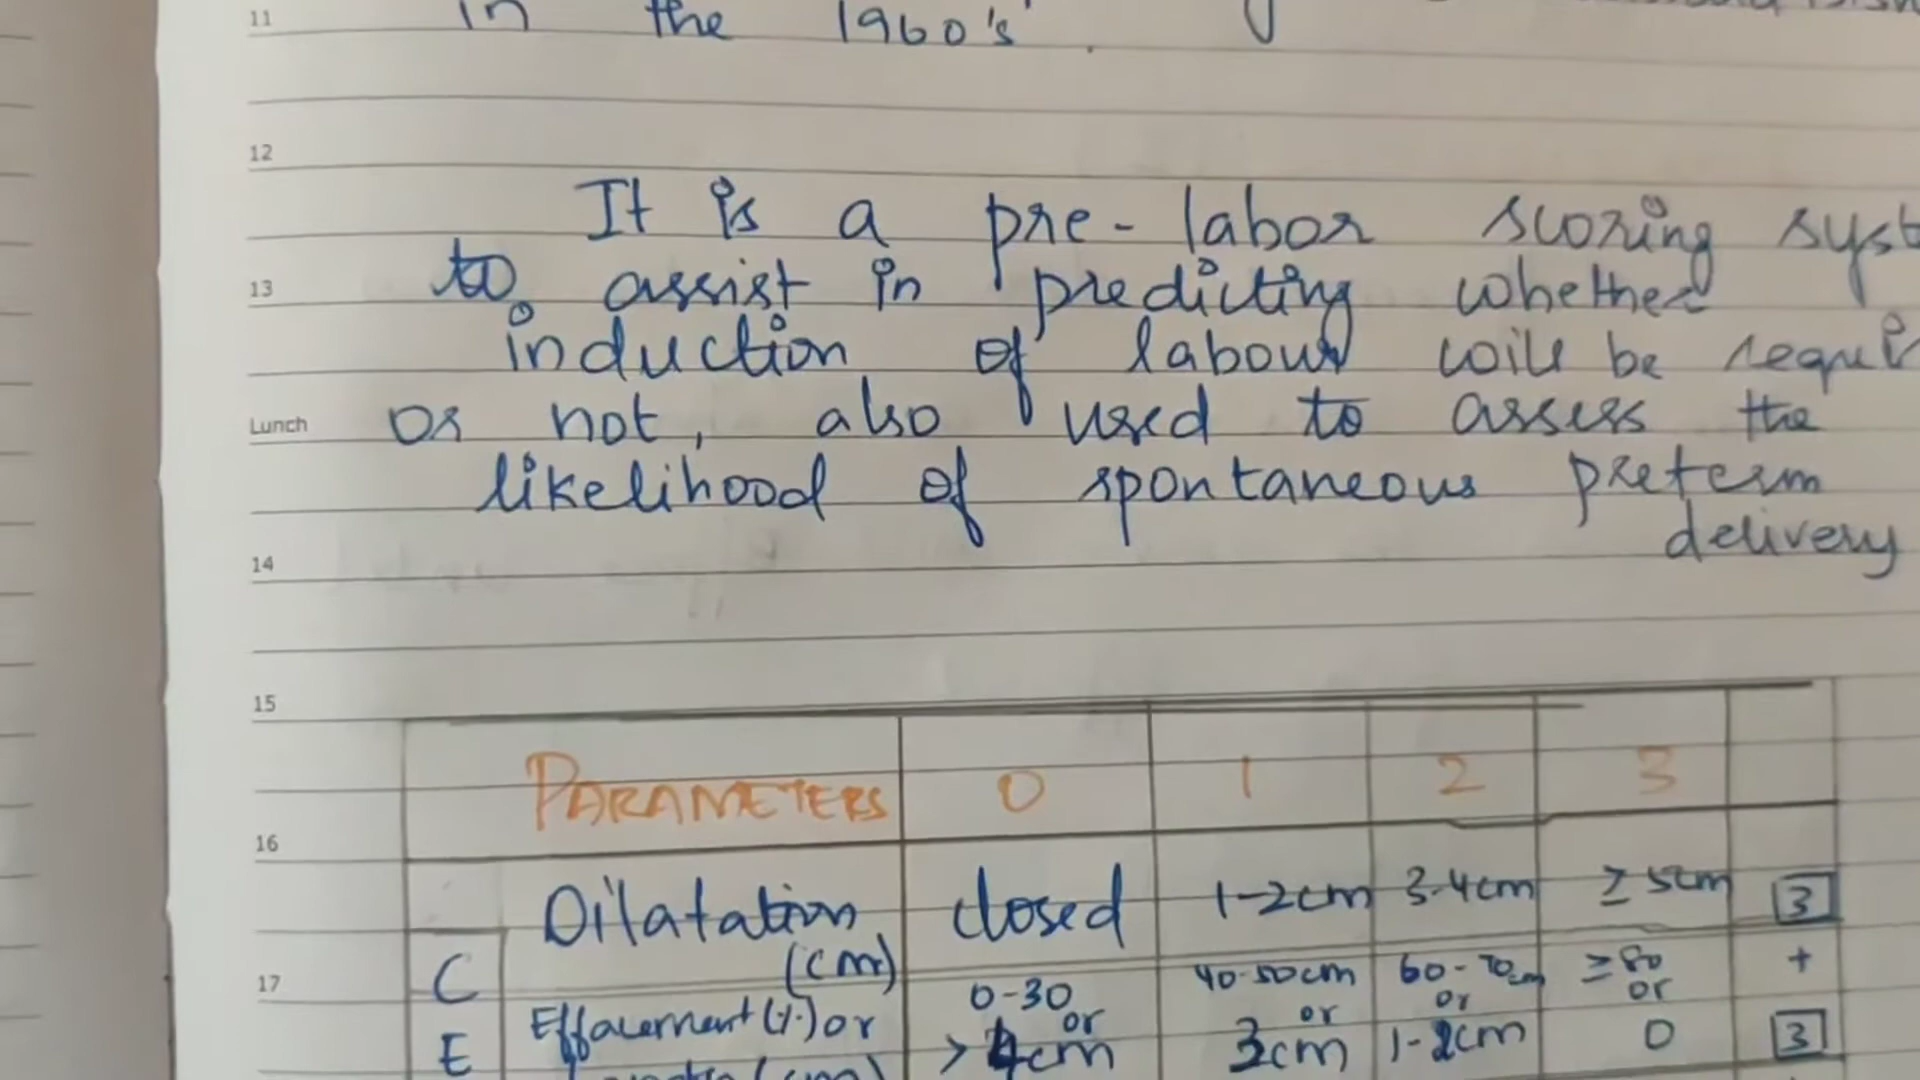 11
in the 1960's.
12
It is a pre-labor scoring syst
13
to assist in predicting whether
induction of labour will be requi
Lunch
or not, also used to assess the
likelihood of spontaneous preterm
delivery
14
15
PARAMETERS 0 1 2 3
16
Dilatation (cm) closed 1-2cm 3-4cm ≥5cm 3
17
C
Effacement (%) or 0-30 or 40-50cm or 60-70cm or ≥80 or +
E
>4cm 3cm 1-2cm 0 3
(cm)